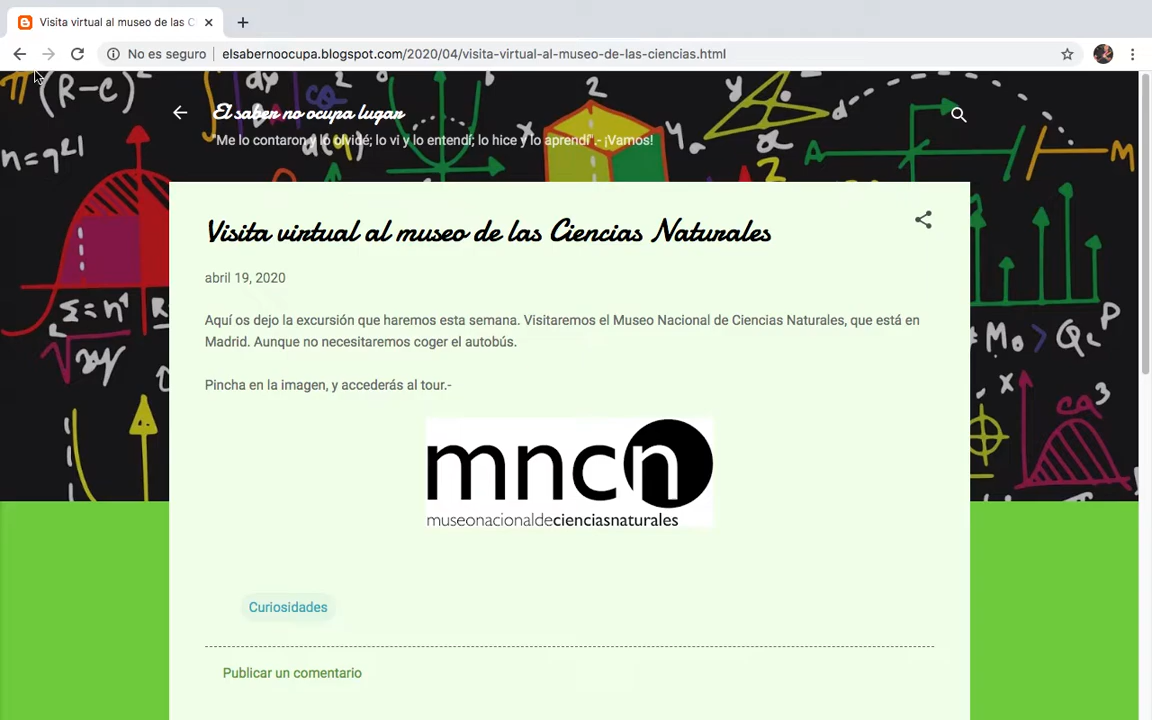 Visita virtual al museo de las C
No es seguro
elsabernoocupa.blogspot.com/2020/04/visita-virtual-al-museo-de-las-ciencias.html
El saber no ocupa lugar
"Me lo contaron y lo olvidé; lo vi y lo entendí; lo hice y lo aprendí".- ¡Vamos!
Visita virtual al museo de las Ciencias Naturales
abril 19, 2020
Aquí os dejo la excursión que haremos esta semana. Visitaremos el Museo Nacional de Ciencias Naturales, que está en
Madrid. Aunque no necesitaremos coger el autobús.
Pincha en la imagen, y accederás al tour.-
mncn
museonacionaldecienciasnaturales
Curiosidades
Publicar un comentario